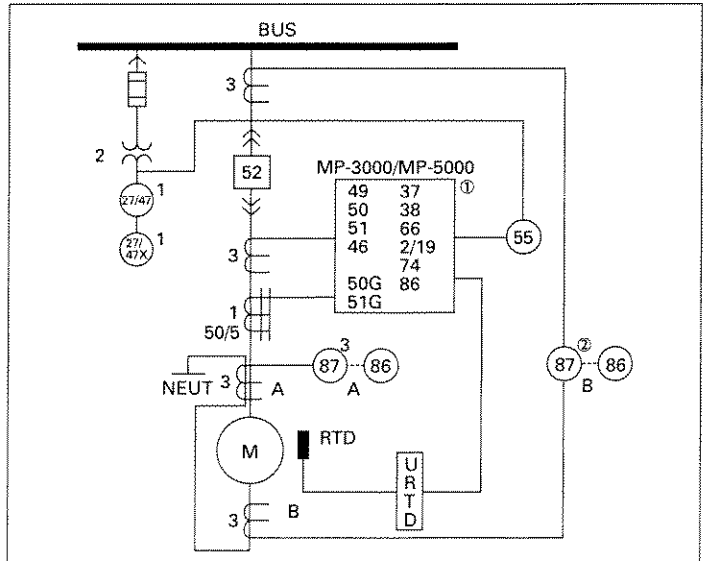 BUS
3
2
52
MP-3000/MP-5000
①
1
27/47
49 37
50 38
51 66
46 2/19
74
50G 86
51G
55
27/
47X
1
3
1
50/5
3
87
86
A
②
87
86
B
NEUT
3
A
M
RTD
U
R
T
D
3
B